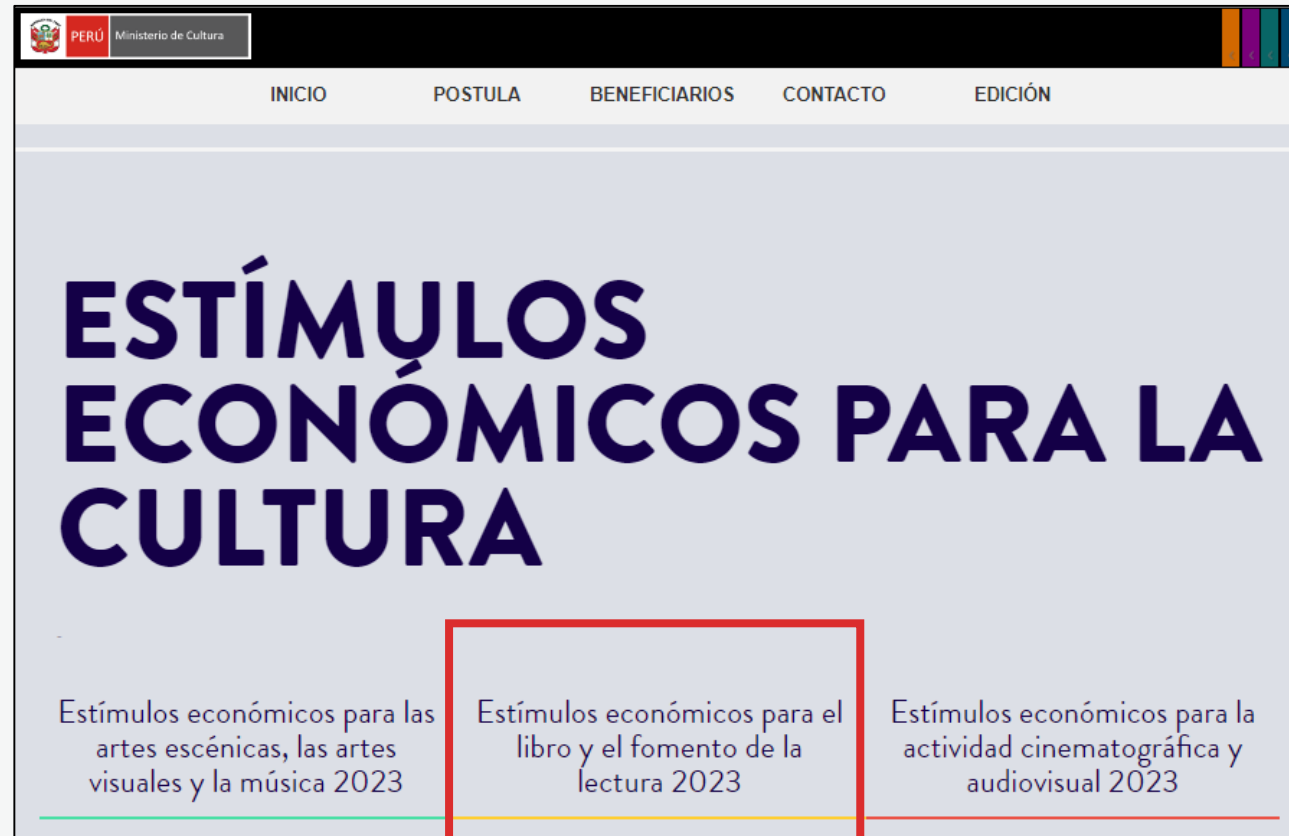 PERÚ Ministerio de Cultura
INICIO POSTULA BENEFICIARIOS CONTACTO EDICIÓN
ESTÍMULOS
ECONÓMICOS PARA LA
CULTURA
Estímulos económicos para las
artes escénicas, las artes
visuales y la música 2023
Estímulos económicos para el
libro y el fomento de la
lectura 2023
Estímulos económicos para la
actividad cinematográfica y
audiovisual 2023